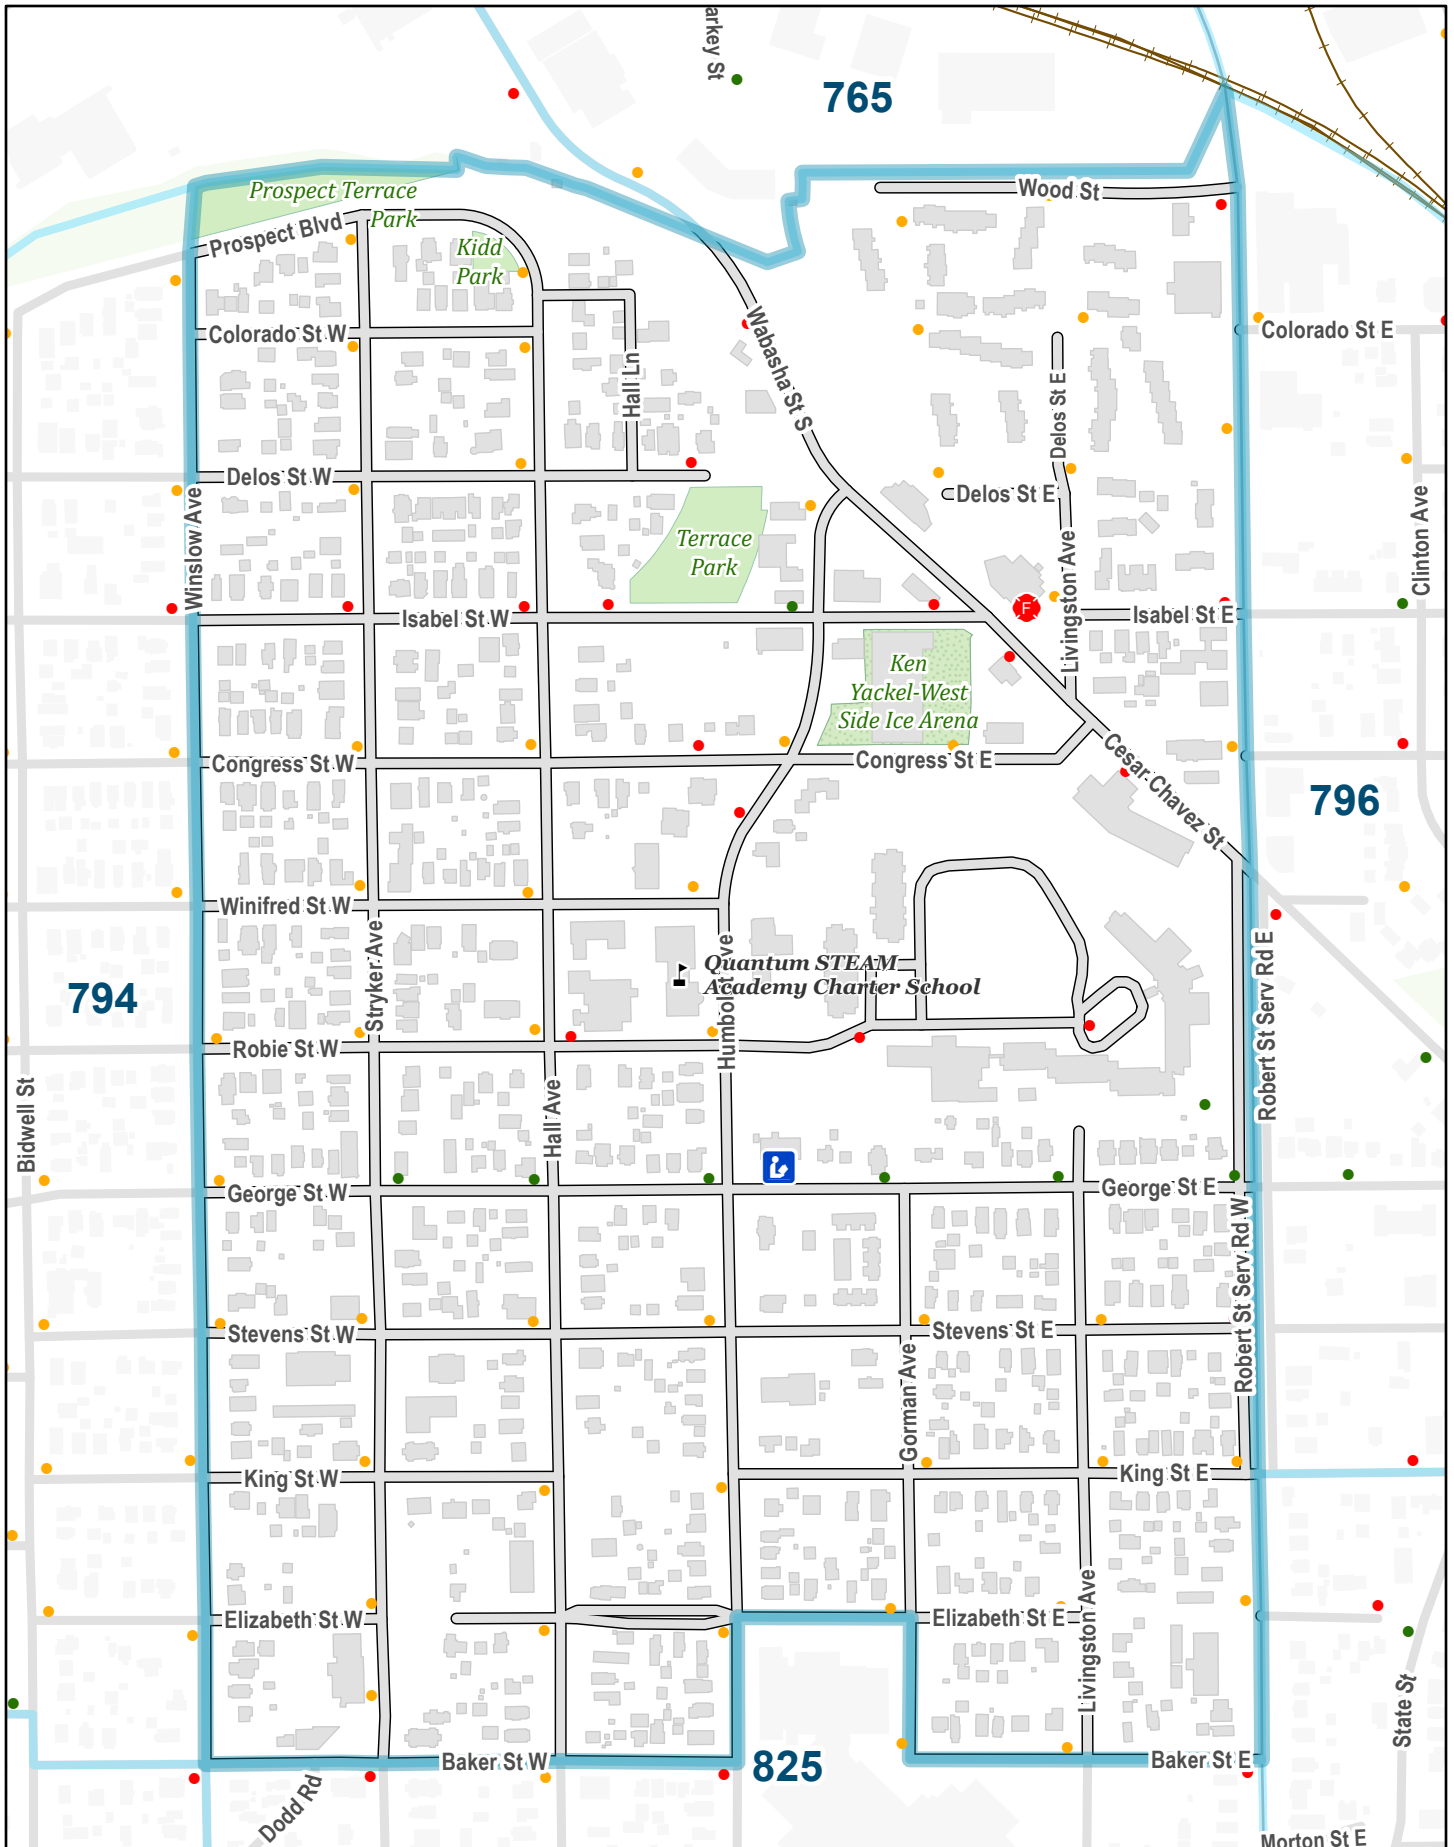 arkey St
765
Prospect Terrace
Park
Wood St
Prospect Blvd
Kidd
Park
Colorado St W
Wabasha St S
Colorado St E
Hall Ln
Delos St E
Delos St W
Delos St E
Winslow Ave
Terrace
Park
Clinton Ave
Livingston Ave
F
Isabel St W
Isabel St E
Ken
Yackel-West
Side Ice Arena
Congress St W
Congress St E
Cesar Chavez St
796
Winifred St W
Stryker Ave
Humboldt Ave
Quantum STEAM
Academy Charter School
794
Robert St Serv Rd E
Robie St W
Bidwell St
Hall Ave
George St W
George St E
Robert St Serv Rd W
Stevens St W
Stevens St E
Gorman Ave
King St W
King St E
Elizabeth St W
Elizabeth St E
Livingston Ave
State St
Baker St W
825
Baker St E
Dodd Rd
Morton St E